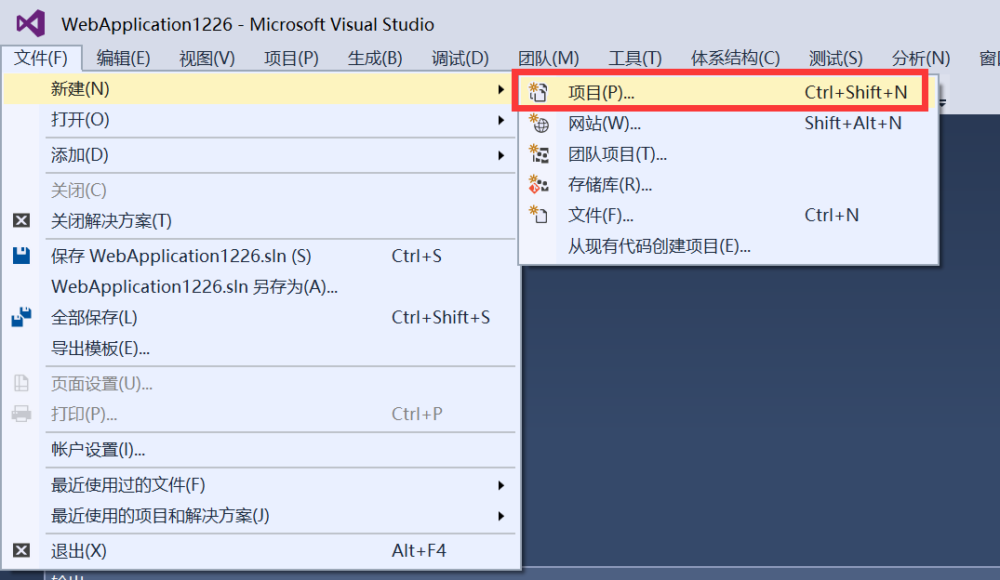 WebApplication1226 - Microsoft Visual Studio
文件(F) 编辑(E) 视图(V) 项目(P) 生成(B) 调试(D) 团队(M) 工具(T) 体系结构(C) 测试(S) 分析(N)
新建(N)
打开(O)
添加(D)
关闭(C)
关闭解决方案(T)
保存 WebApplication1226.sln (S) Ctrl+S
WebApplication1226.sln 另存为(A)...
全部保存(L) Ctrl+Shift+S
导出模板(E)...
页面设置(U)...
打印(P)... Ctrl+P
帐户设置(I)...
最近使用过的文件(F)
最近使用的项目和解决方案(J)
退出(X) Alt+F4
项目(P)... Ctrl+Shift+N
网站(W)... Shift+Alt+N
团队项目(T)...
存储库(R)...
文件(F)... Ctrl+N
从现有代码创建项目(E)...